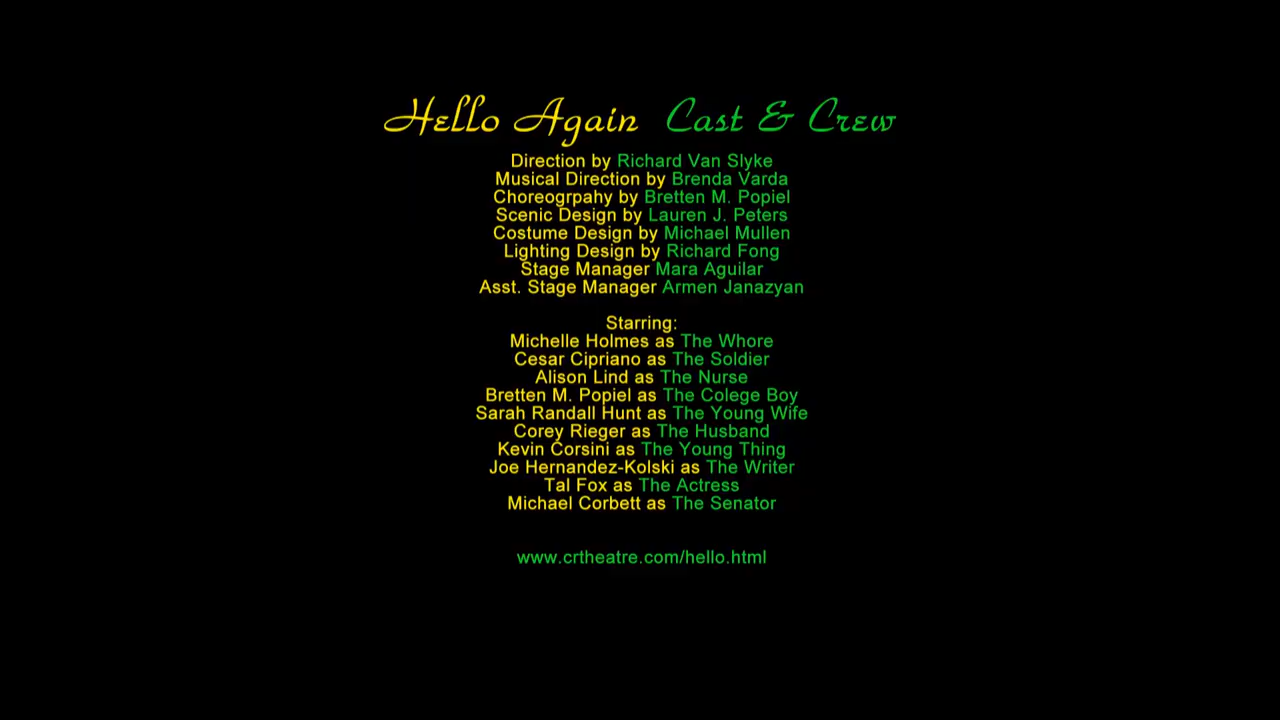 Hello Again Cast & Crew
Direction by Richard Van Slyke
Musical Direction by Brenda Varda
Choreogrpahy by Bretten M. Popiel
Scenic Design by Lauren J. Peters
Costume Design by Michael Mullen
Lighting Design by Richard Fong
Stage Manager Mara Aguilar
Asst. Stage Manager Armen Janazyan
Starring:
Michelle Holmes as The Whore
Cesar Cipriano as The Soldier
Alison Lind as The Nurse
Bretten M. Popiel as The Colege Boy
Sarah Randall Hunt as The Young Wife
Corey Rieger as The Husband
Kevin Corsini as The Young Thing
Joe Hernandez-Kolski as The Writer
Tal Fox as The Actress
Michael Corbett as The Senator
www.crtheatre.com/hello.html